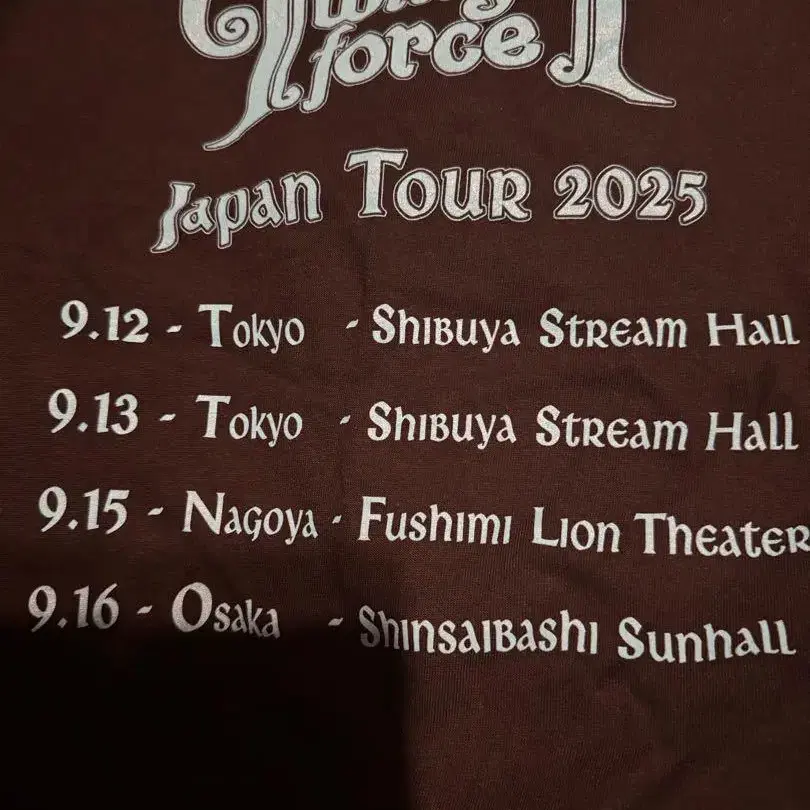 force
Japan Tour 2025
9.12 - Tokyo - Shibuya Stream Hall
9.13 - Tokyo - Shibuya Stream Hall
9.15 - Nagoya - Fushimi Lion Theater
9.16 - Osaka - Shinsaibashi Sunhall